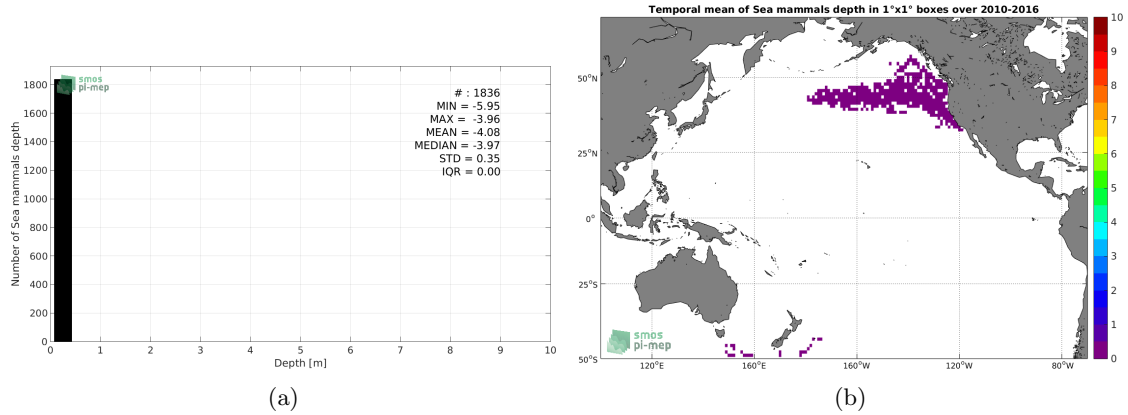 Temporal mean of Sea mammals depth in 1°x1° boxes over 2010-2016
smos
pi-mep
# : 1836
MIN = -5.95
MAX = -3.96
MEAN = -4.08
MEDIAN = -3.97
STD = 0.35
IQR = 0.00
Number of Sea mammals depth
1800
1600
1400
1200
1000
800
600
400
200
0
0 1 2 3 4 5 6 7 8 9 10
Depth [m]
(a)
50°N
25°N
0°
25°S
50°S
smos
pi-mep
120°E 160°E 160°W 120°W 80°W
10
9
8
7
6
5
4
3
2
1
0
(b)